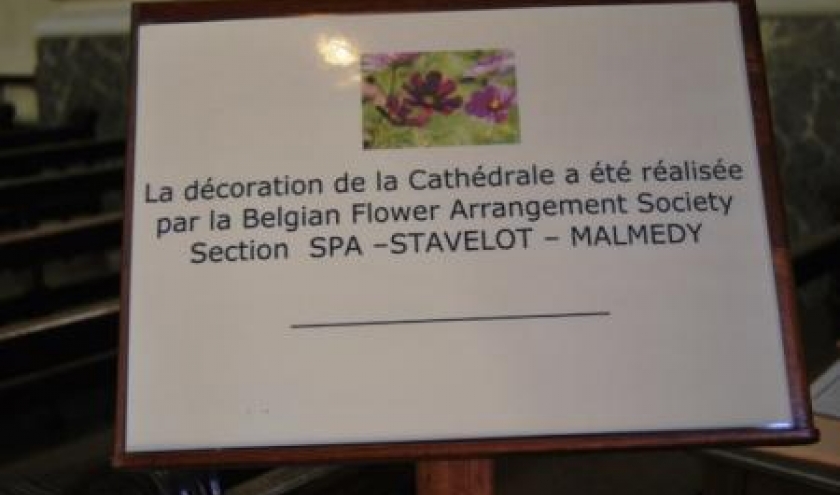 La décoration de la Cathédrale a été réalisée
par la Belgian Flower Arrangement Society
Section SPA –STAVELOT – MALMEDY